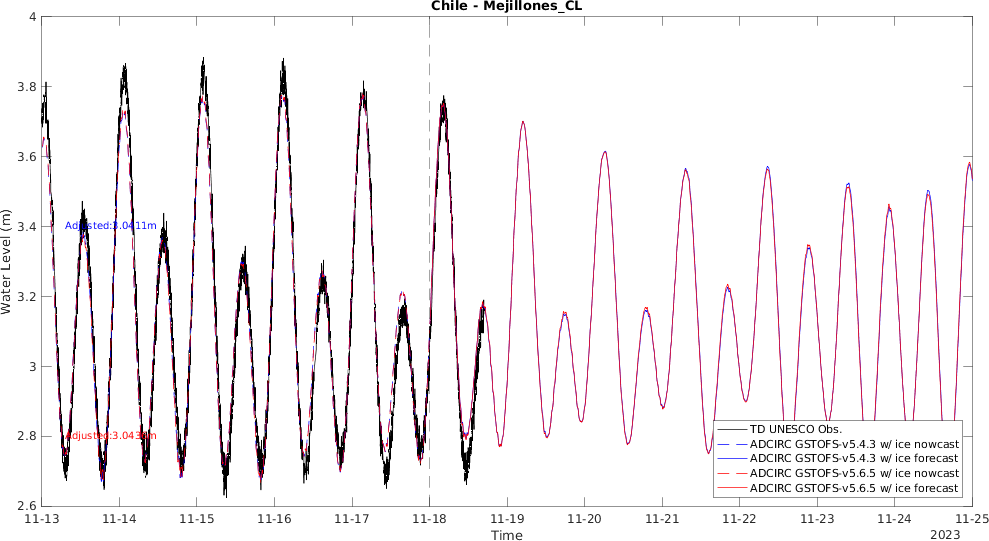 Chile - Mejillones_CL
4
3.8
3.6
3.4
3.2
3
2.8
2.6
Water Level (m)
Adjusted:3.0411m
TD UNESCO Obs.
ADCIRC GSTOFS-v5.4.3 w/ ice nowcast
ADCIRC GSTOFS-v5.4.3 w/ ice forecast
ADCIRC GSTOFS-v5.6.5 w/ ice nowcast
ADCIRC GSTOFS-v5.6.5 w/ ice forecast
11-13 11-14 11-15 11-16 11-17 11-18 11-19 11-20 11-21 11-22 11-23 11-24 11-25
Time
2023